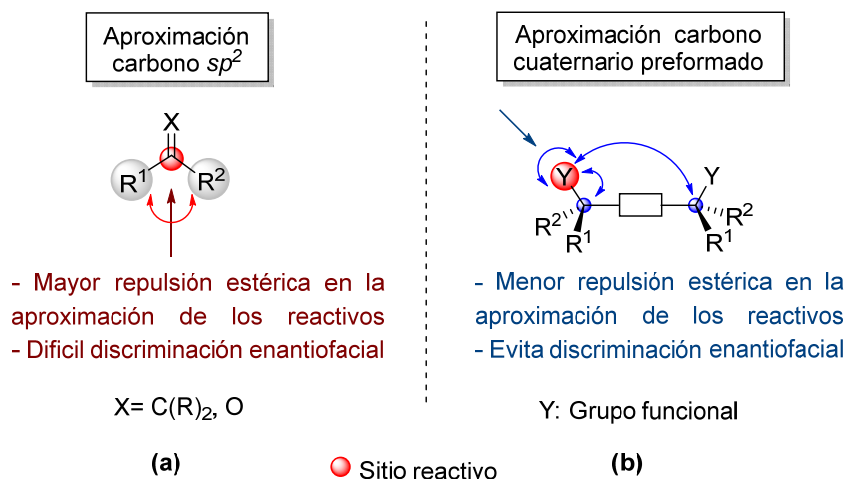 Aproximación
carbono sp²
X
R¹
R²
- Mayor repulsión estérica en la
aproximación de los reactivos
- Dificil discriminación enantiofacial
X= C(R)₂, O
(a)
Aproximación carbono
cuaternario preformado
Y
Y
R²
R¹
R²
R¹
- Menor repulsión estérica en la
aproximación de los reactivos
- Evita discriminación enantiofacial
Y: Grupo funcional
(b)
Sitio reactivo